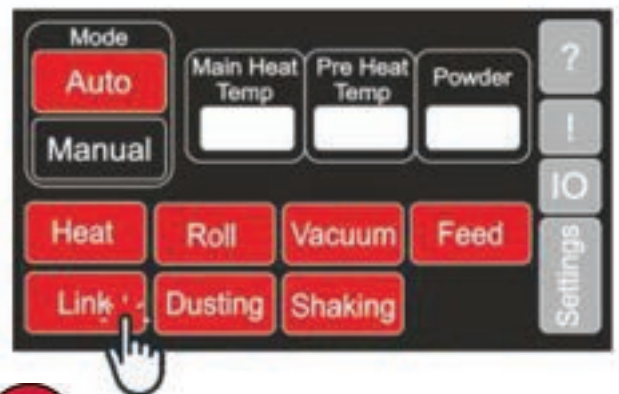 Mode
Auto
Manual
Main Heat
Temp
Pre Heat
Temp
Powder
?
!
IO
Settings
Heat
Roll
Vacuum
Feed
Link
Dusting
Shaking